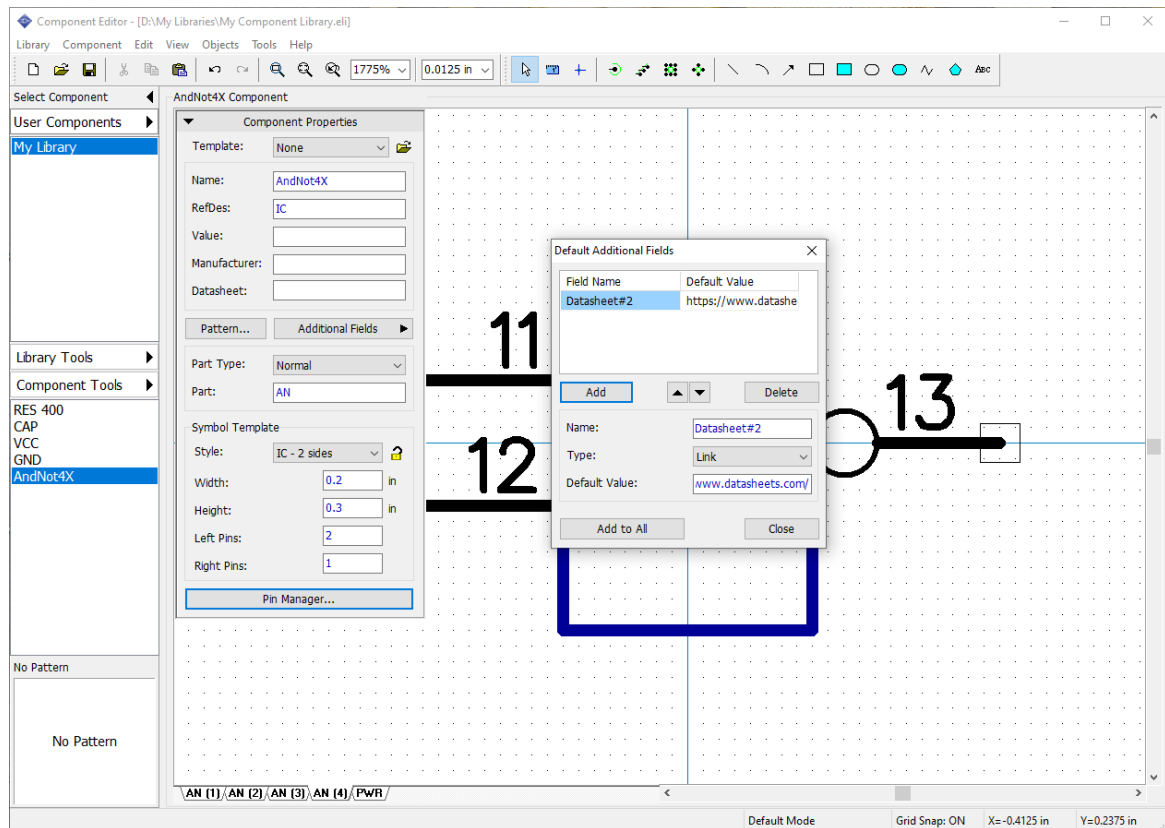 Component Editor - [D:\My Libraries\My Component Library.eli]
Library Component Edit View Objects Tools Help
1775% 0.0125 in ABC
Select Component
AndNot4X Component
User Components
My Library
Library Tools
Component Tools
RES 400
CAP
VCC
GND
AndNot4X
No Pattern
No Pattern
Component Properties
Template: None
Name: AndNot4X
RefDes: IC
Value:
Manufacturer:
Datasheet:
Pattern... Additional Fields
Part Type: Normal
Part: AN
Symbol Template
Style: IC - 2 sides
Width: 0.2 in
Height: 0.3 in
Left Pins: 2
Right Pins: 1
Pin Manager...
11
12
13
Default Additional Fields
Field Name Default Value
Datasheet#2 https://www.datashe
Add Delete
Name: Datasheet#2
Type: Link
Default Value: www.datasheets.com/
Add to All Close
AN (1) AN (2) AN (3) AN (4) PWR
Default Mode Grid Snap: ON X=-0.4125 in Y=0.2375 in